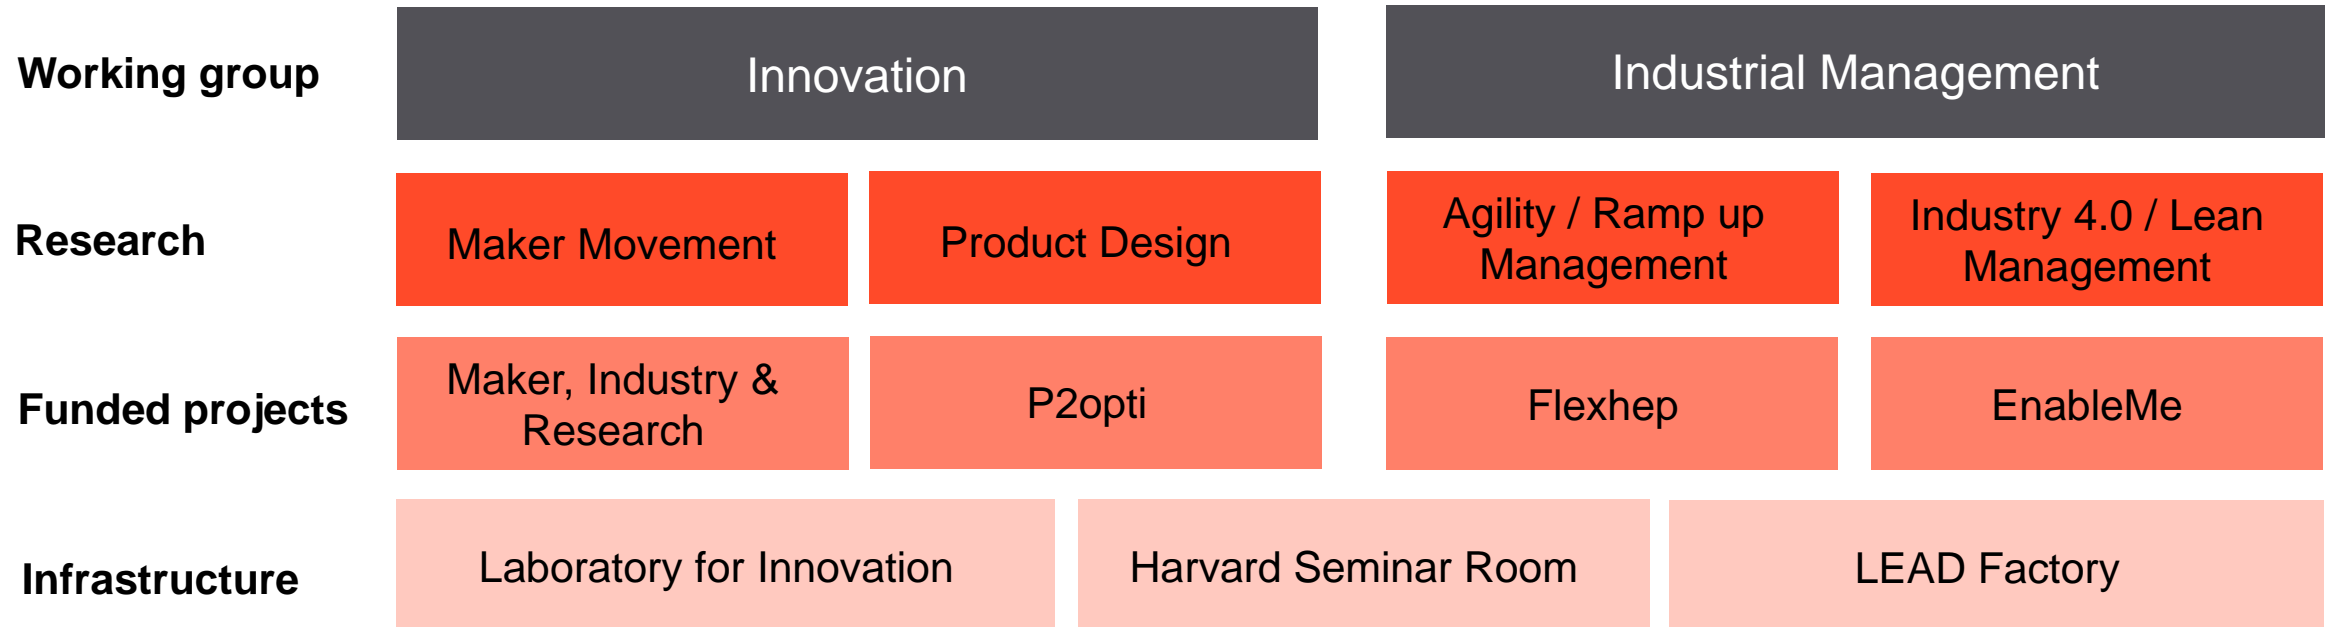 Working group
Innovation
Industrial Management
Research
Maker Movement
Product Design
Agility / Ramp up
Management
Industry 4.0 / Lean
Management
Funded projects
Maker, Industry &
Research
P2opti
Flexhep
EnableMe
Infrastructure
Laboratory for Innovation
Harvard Seminar Room
LEAD Factory